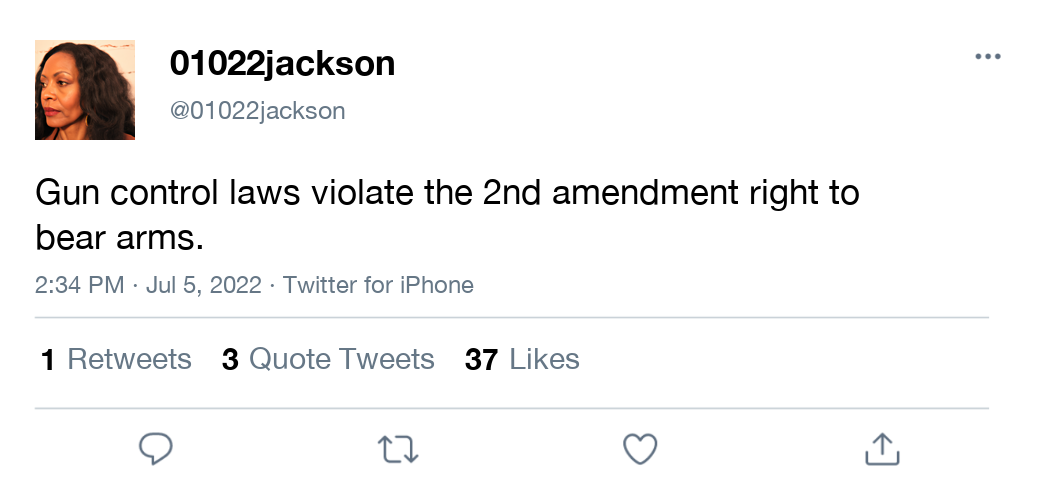 01022jackson
@01022jackson
Gun control laws violate the 2nd amendment right to
bear arms.
2:34 PM · Jul 5, 2022 · Twitter for iPhone
1 Retweets 3 Quote Tweets 37 Likes